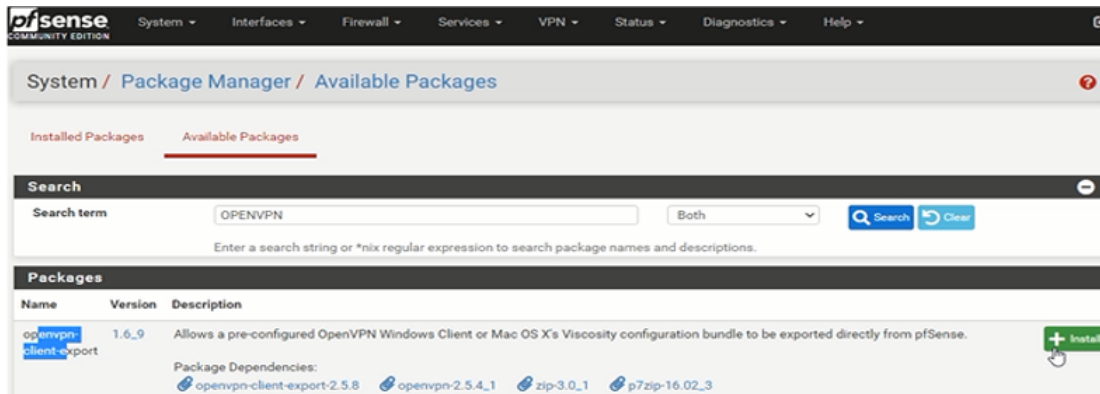 pfsense
COMMUNITY EDITION
System
Interfaces
Firewall
Services
VPN
Status
Diagnostics
Help
System / Package Manager / Available Packages
Installed Packages
Available Packages
Search
Search term
OPENVPN
Both
Search
Clear
Enter a search string or *nix regular expression to search package names and descriptions.
Packages
Name Version Description
openvpn-
client-export
1.6_9
Allows a pre-configured OpenVPN Windows Client or Mac OS X's Viscosity configuration bundle to be exported directly from pfSense.
Install
Package Dependencies:
openvpn-client-export-2.5.8 openvpn-2.5.4_1 zip-3.0_1 p7zip-16.02_3